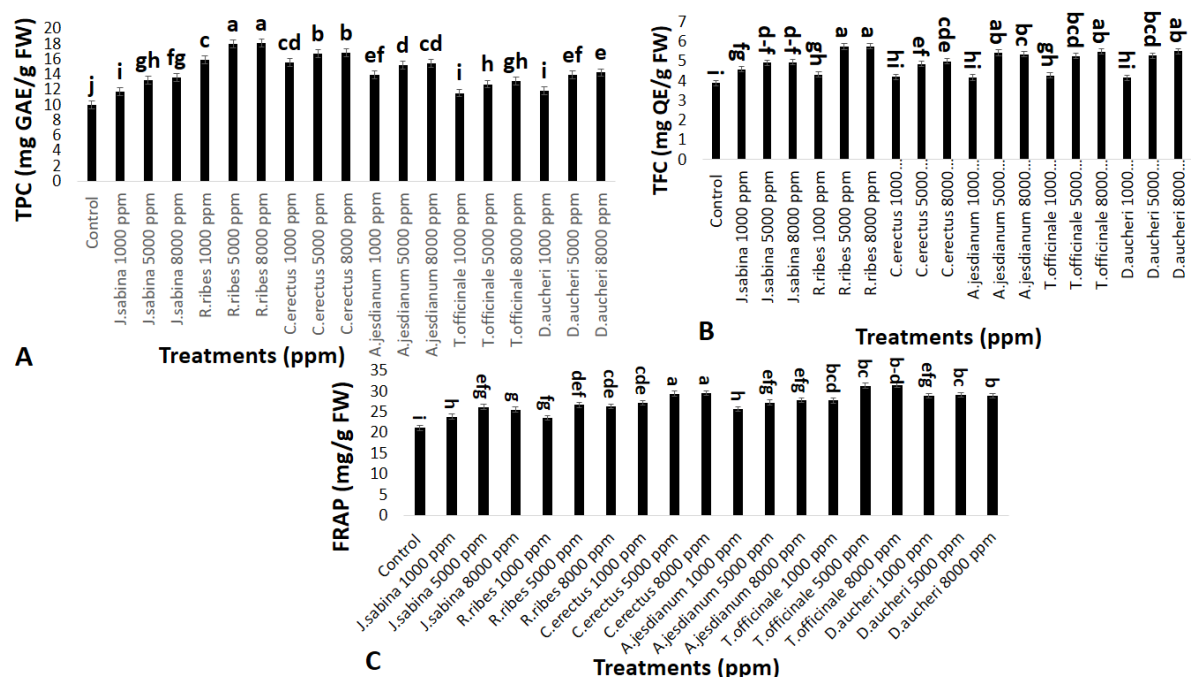 TPC (mg GAE/g FW)
20
18
16
14
12
10
8
6
4
2
0
j
i
gh
fg
c
a
a
cd
b
b
ef
d
cd
i
h
gh
i
ef
e
Control
J.sabina 1000 ppm
J.sabina 5000 ppm
J.sabina 8000 ppm
R.ribes 1000 ppm
R.ribes 5000 ppm
R.ribes 8000 ppm
C.erectus 1000 ppm
C.erectus 5000 ppm
C.erectus 8000 ppm
A.jesdianum 1000 ppm
A.jesdianum 5000 ppm
A.jesdianum 8000 ppm
T.officinale 1000 ppm
T.officinale 5000 ppm
T.officinale 8000 ppm
D.aucheri 1000 ppm
D.aucheri 5000 ppm
D.aucheri 8000 ppm
A
Treatments (ppm)
TFC (mg QE/g FW)
7
6
5
4
3
2
1
0
i
fg
d-f
d-f
gh
a
a
hi
ef
cde
hi
ab
bc
gh
bcd
ab
hi
bcd
ab
Control
J.sabina 1000 ppm
J.sabina 5000 ppm
J.sabina 8000 ppm
R.ribes 1000 ppm
R.ribes 5000 ppm
R.ribes 8000 ppm
C.erectus 1000...
C.erectus 5000...
C.erectus 8000...
A.jesdianum 1000...
A.jesdianum 5000...
A.jesdianum 8000...
T.officinale 1000...
T.officinale 5000...
T.officinale 8000...
D.aucheri 1000...
D.aucheri 5000...
D.aucheri 8000...
B
Treatments (ppm)
FRAP (mg/g FW)
35
30
25
20
15
10
5
0
i
h
efg
g
fg
def
cde
cde
a
a
h
efg
efg
bcd
bc
b-d
efg
bc
b
Control
J.sabina 1000 ppm
J.sabina 5000 ppm
J.sabina 8000 ppm
R.ribes 1000 ppm
R.ribes 5000 ppm
R.ribes 8000 ppm
C.erectus 1000 ppm
C.erectus 5000 ppm
C.erectus 8000 ppm
A.jesdianum 1000 ppm
A.jesdianum 5000 ppm
A.jesdianum 8000 ppm
T.officinale 1000 ppm
T.officinale 5000 ppm
T.officinale 8000 ppm
D.aucheri 1000 ppm
D.aucheri 5000 ppm
D.aucheri 8000 ppm
C
Treatments (ppm)